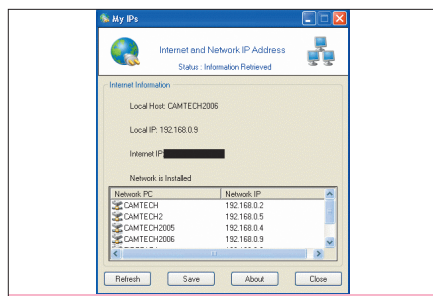 My IPs
Internet and Network IP Address
Status : Information Retrieved
Internet Information
Local Host: CAMTECH2006
Local IP: 192.168.0.9
Internet IP:
Network is Installed
Network PC Network IP
CAMTECH 192.168.0.2
CAMTECH2 192.168.0.5
CAMTECH2005 192.168.0.4
CAMTECH2006 192.168.0.9
Refresh Save About Close